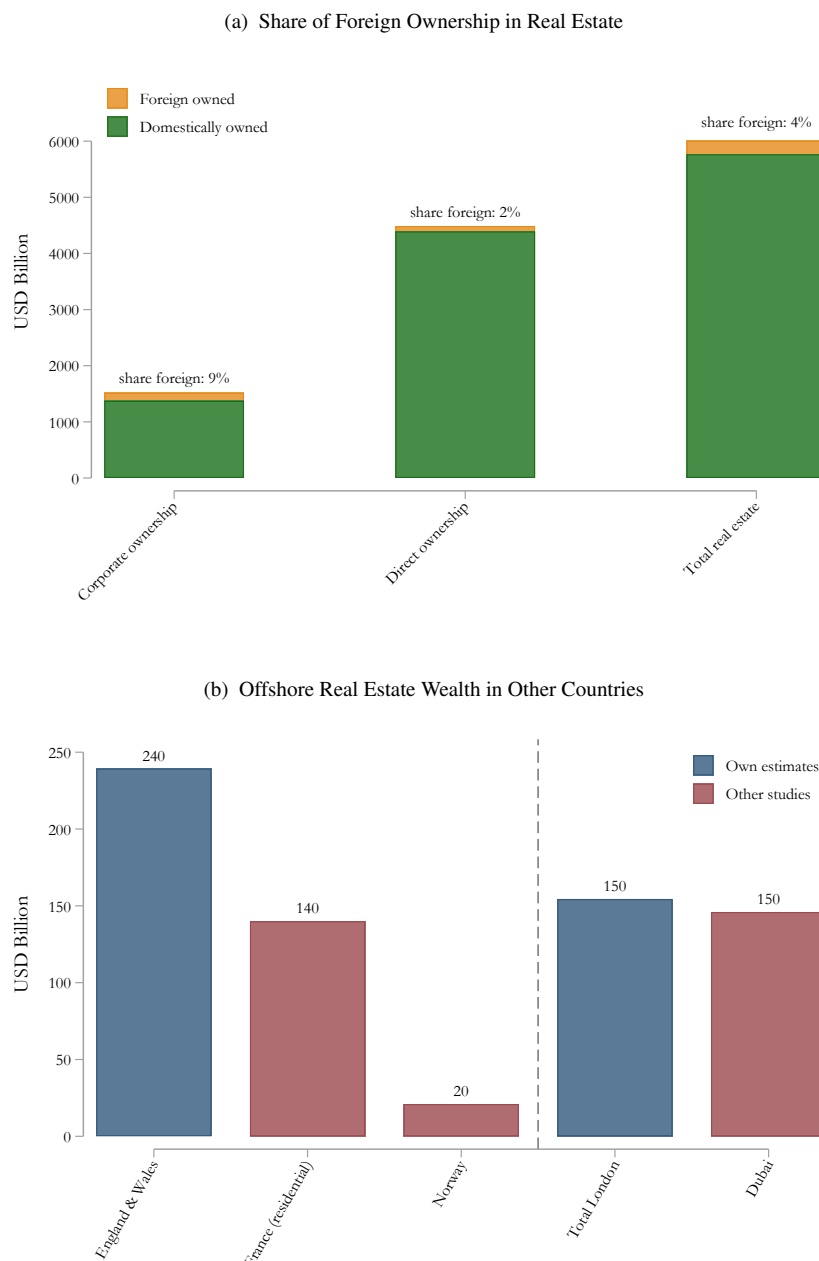 (a) Share of Foreign Ownership in Real Estate
Foreign owned
Domestically owned
share foreign: 4%
6000
5000
share foreign: 2%
4000
USD Billion
3000
2000
share foreign: 9%
1000
0
Corporate ownership
Direct ownership
Total real estate
(b) Offshore Real Estate Wealth in Other Countries
250
240
Own estimates
Other studies
200
150
150
150
140
USD Billion
100
50
20
0
England & Wales
France (residential)
Norway
Total London
Dubai